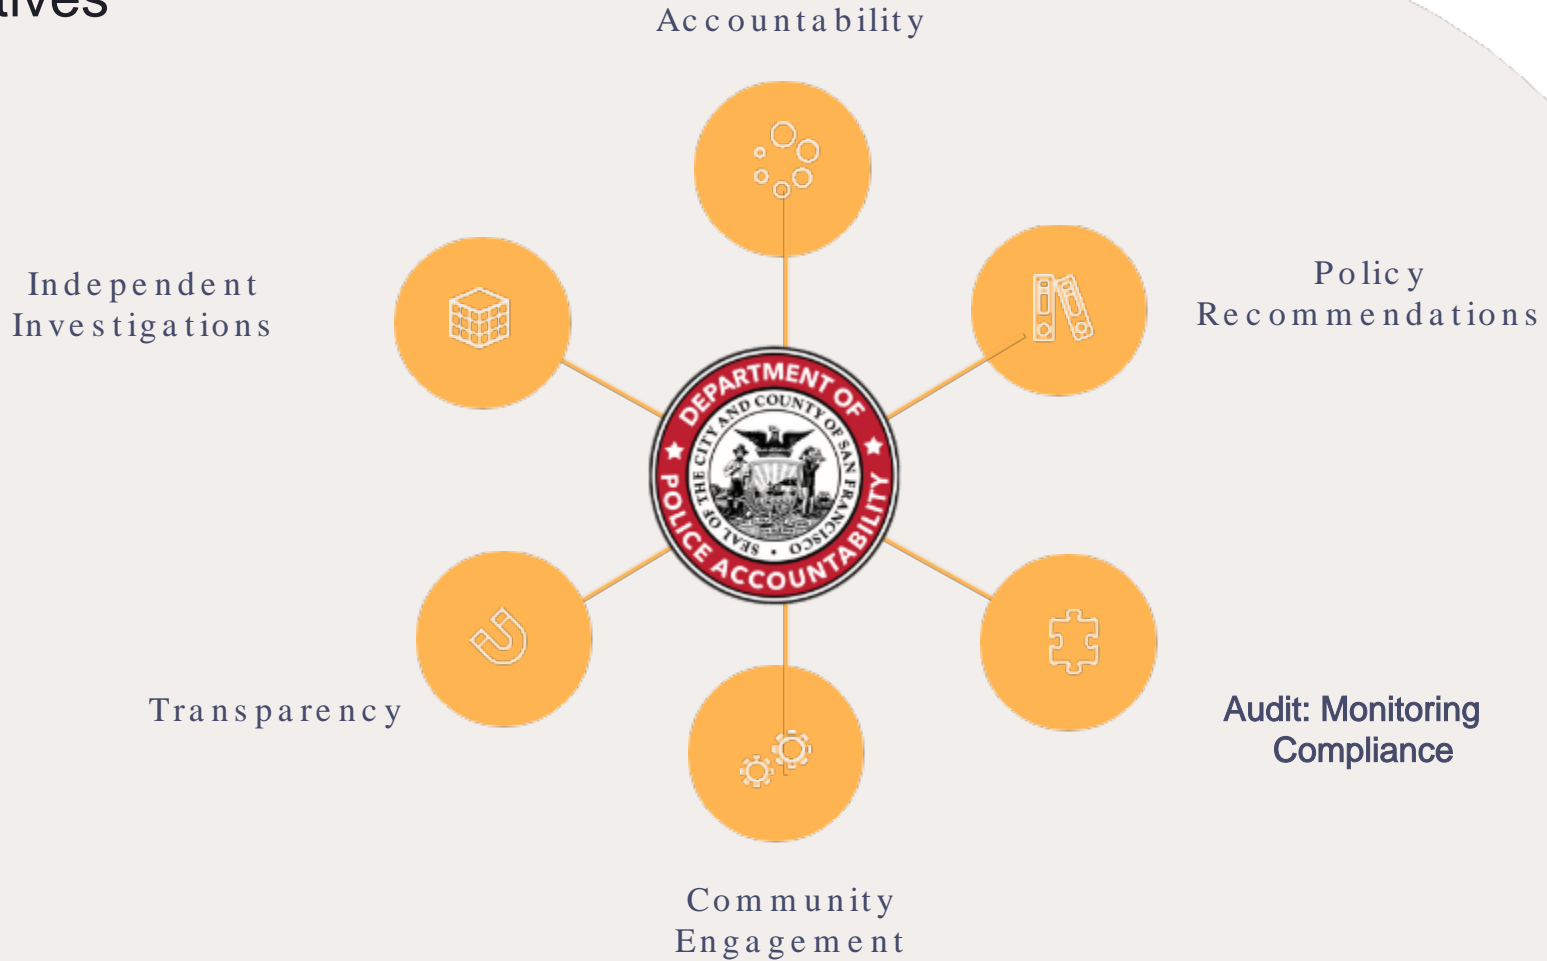 Accountability
Independent
Investigations
Policy
Recommendations
DEPARTMENT OF
POLICE ACCOUNTABILITY
SEAL OF THE CITY AND COUNTY OF SAN FRANCISCO
Transparency
Audit: Monitoring
Compliance
Community
Engagement